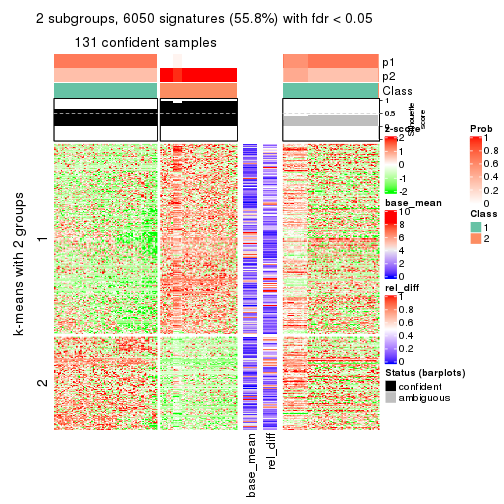 2 subgroups, 6050 signatures (55.8%) with fdr < 0.05
131 confident samples
p1
p2
Class
1
0.5
0
Silhouette
score
k-means with 2 groups
1
2
base_mean
rel_diff
z-score
2
1
0
-1
-2
base_mean
10
8
6
4
2
0
rel_diff
1
0.8
0.6
0.4
0.2
0
Status (barplots)
confident
ambiguous
Prob
1
0.8
0.6
0.4
0.2
0
Class
1
2